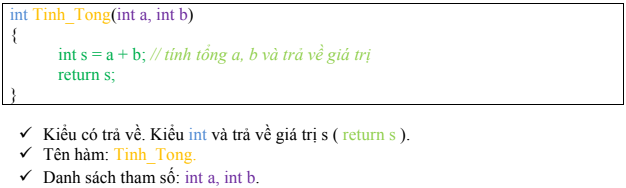 int Tinh_Tong(int a, int b)
{
int s = a + b; // tính tổng a, b và trả về giá trị
return s;
}
✓ Kiểu có trả về. Kiểu int và trả về giá trị s ( return s ).
✓ Tên hàm: Tinh_Tong.
✓ Danh sách tham số: int a, int b.